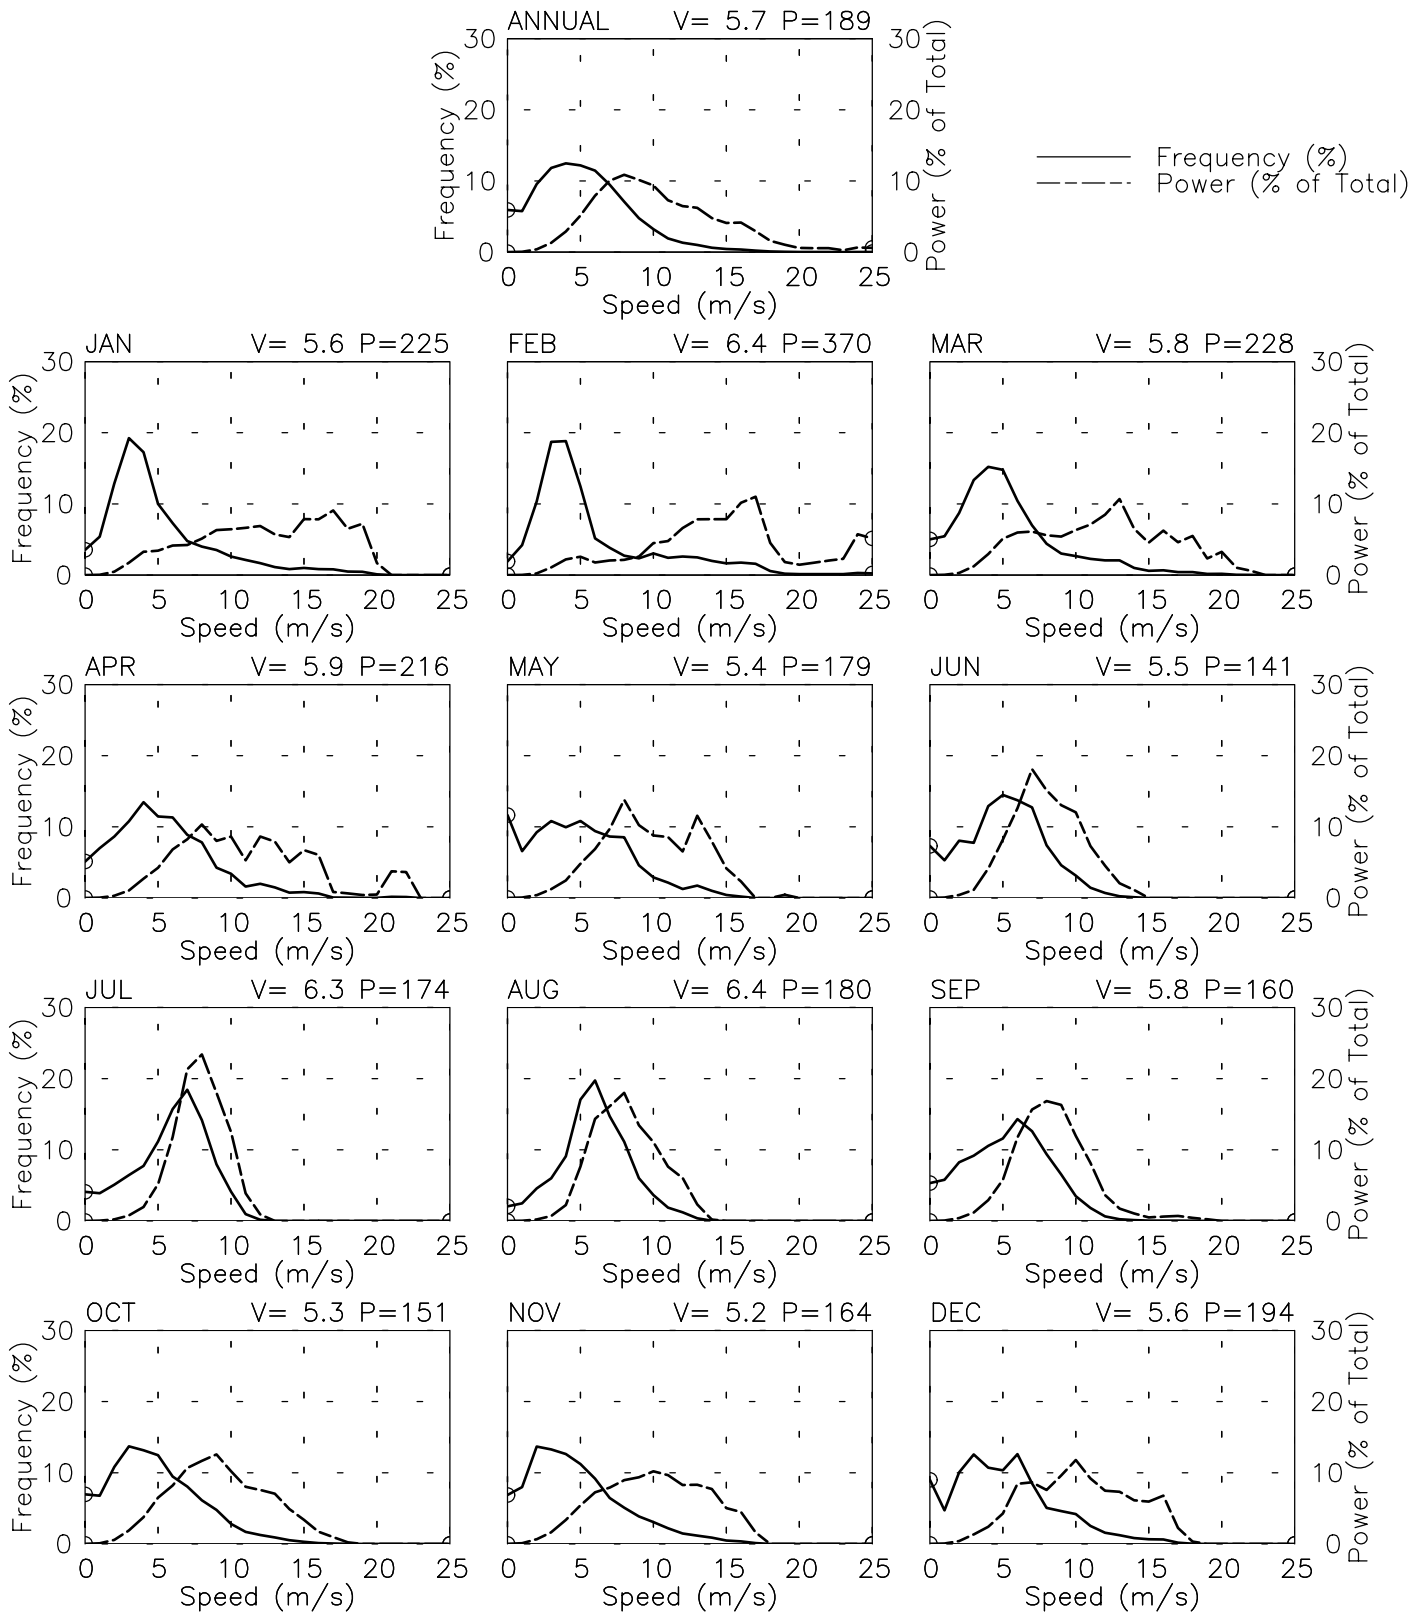 ANNUAL V= 5.7 P=189
30 30
20 20
10 10
0 0
0 5 10 15 20 25
Frequency (%)
Power (% of Total)
Speed (m/s)
Frequency (%)
Power (% of Total)
JAN V= 5.6 P=225
FEB V= 6.4 P=370
MAR V= 5.8 P=228
30 30
20 20
10 10
0 0
Frequency (%)
Power (% of Total)
0 5 10 15 20 25 0 5 10 15 20 25 0 5 10 15 20 25
Speed (m/s) Speed (m/s) Speed (m/s)
APR V= 5.9 P=216
MAY V= 5.4 P=179
JUN V= 5.5 P=141
30 30
20 20
10 10
0 0
Frequency (%)
Power (% of Total)
0 5 10 15 20 25 0 5 10 15 20 25 0 5 10 15 20 25
Speed (m/s) Speed (m/s) Speed (m/s)
JUL V= 6.3 P=174
AUG V= 6.4 P=180
SEP V= 5.8 P=160
30 30
20 20
10 10
0 0
Frequency (%)
Power (% of Total)
0 5 10 15 20 25 0 5 10 15 20 25 0 5 10 15 20 25
Speed (m/s) Speed (m/s) Speed (m/s)
OCT V= 5.3 P=151
NOV V= 5.2 P=164
DEC V= 5.6 P=194
30 30
20 20
10 10
0 0
Frequency (%)
Power (% of Total)
0 5 10 15 20 25 0 5 10 15 20 25 0 5 10 15 20 25
Speed (m/s) Speed (m/s) Speed (m/s)